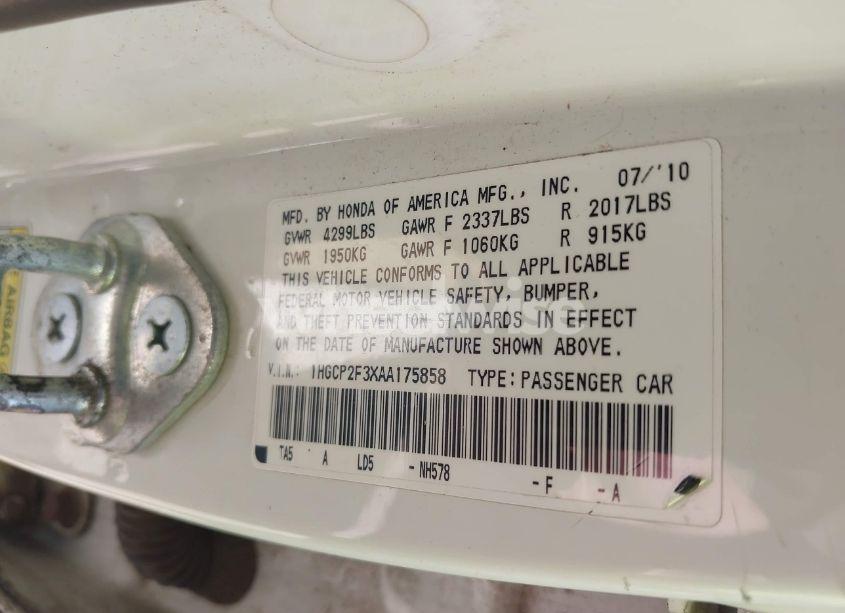 MFD. BY HONDA OF AMERICA MFG., INC. 07/'10
GVWR 4299LBS GAWR F 2337LBS R 2017LBS
GVWR 1950KG GAWR F 1060KG R 915KG
THIS VEHICLE CONFORMS TO ALL APPLICABLE
FEDERAL MOTOR VEHICLE SAFETY, BUMPER,
AND THEFT PREVENTION STANDARDS IN EFFECT
ON THE DATE OF MANUFACTURE SHOWN ABOVE.
V.I.N.: 1HGCP2F3XAA175858 TYPE: PASSENGER CAR
TA5 A LD5 -NH578 -F -A
AIRBAG